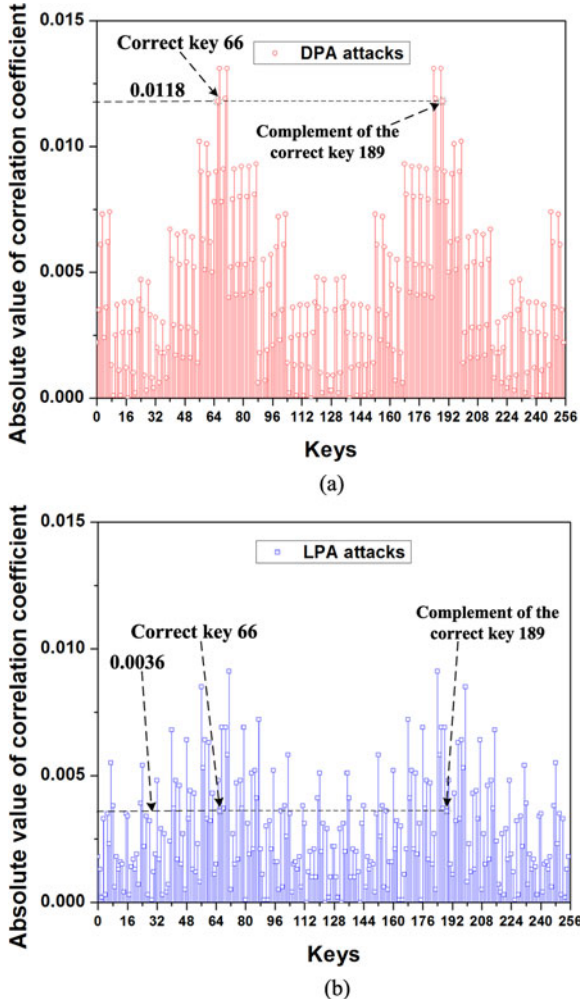 (a)
0.015
Correct key 66
DPA attacks
0.0118
0.010
Complement of the
correct key 189
0.005
0.000
0 16 32 48 64 80 96 112 128 144 160 176 192 208 224 240 256
Absolute value of correlation coefficient
Keys
(a)
0.015
LPA attacks
0.010
Correct key 66
Complement of the
correct key 189
0.0036
0.005
0.000
0 16 32 48 64 80 96 112 128 144 160 176 192 208 224 240 256
Absolute value of correlation coefficient
Keys
(b)